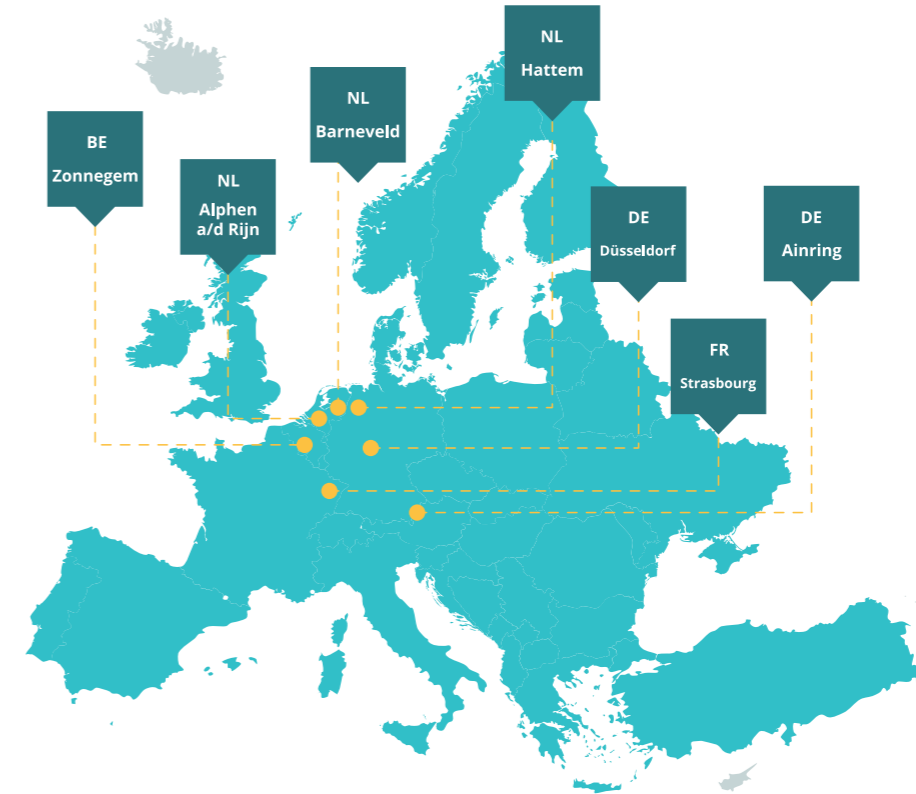 NL
Hattem
NL
Barneveld
BE
Zonnegem
NL
Alphen
a/d Rijn
DE
Düsseldorf
DE
Ainring
FR
Strasbourg